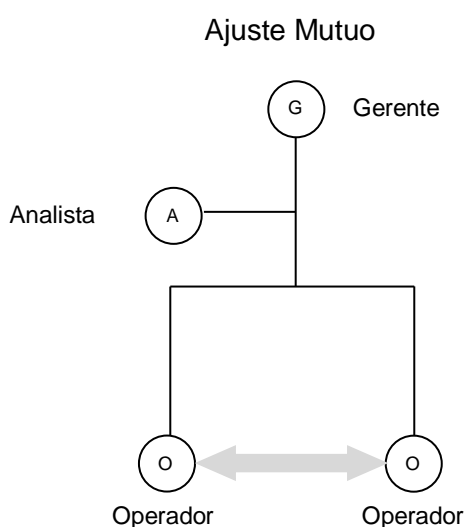 Ajuste Mutuo
G
Gerente
Analista
A
O
O
Operador
Operador